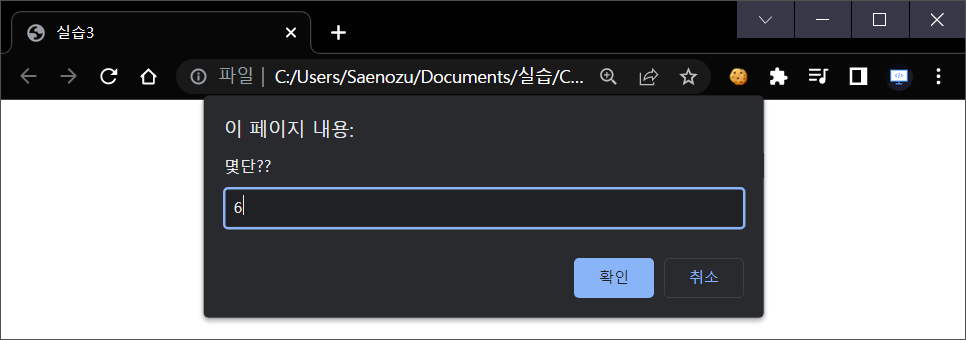 실습3
파일 | C:/Users/Saenozu/Documents/실습/C...
이 페이지 내용:
몇단??
6
확인 취소